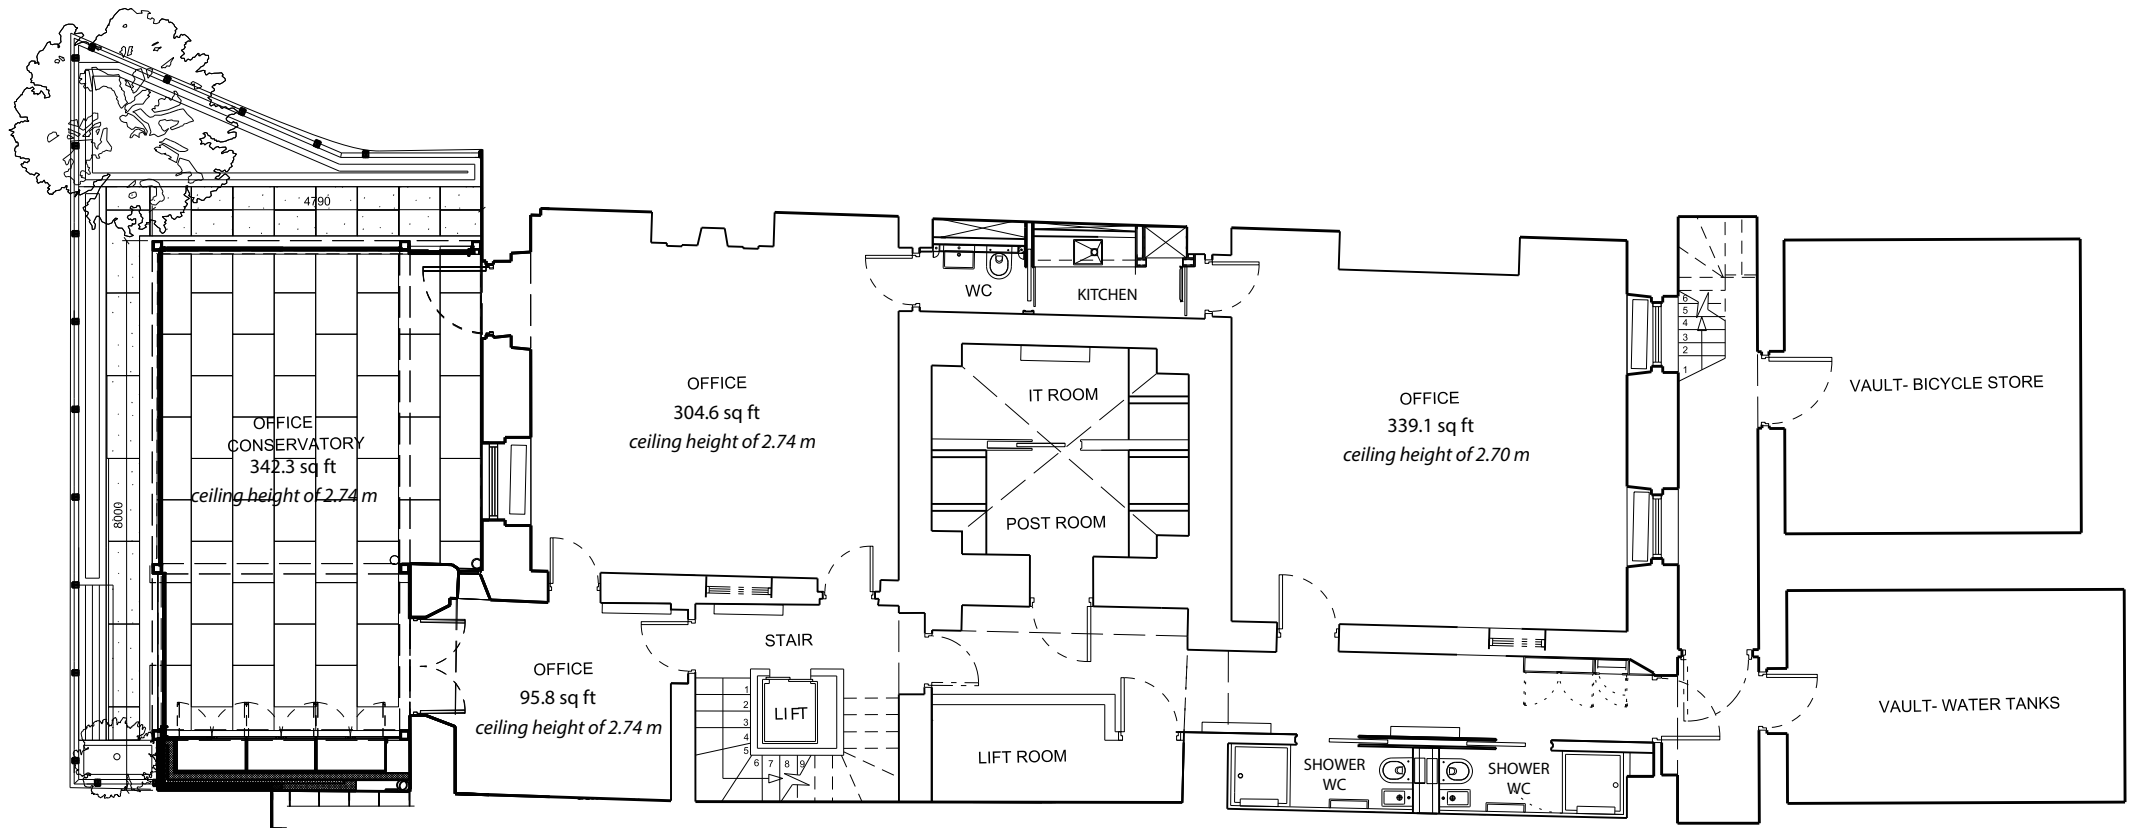 4790
8000
OFFICE
CONSERVATORY
342.3 sq ft
ceiling height of 2.74 m
OFFICE
304.6 sq ft
ceiling height of 2.74 m
WC
KITCHEN
IT ROOM
POST ROOM
OFFICE
339.1 sq ft
ceiling height of 2.70 m
6
5
4
3
2
1
VAULT- BICYCLE STORE
OFFICE
95.8 sq ft
ceiling height of 2.74 m
STAIR
LIFT
1
2
3
4
5
6 7 8 9
LIFT ROOM
SHOWER
WC
SHOWER
WC
VAULT- WATER TANKS